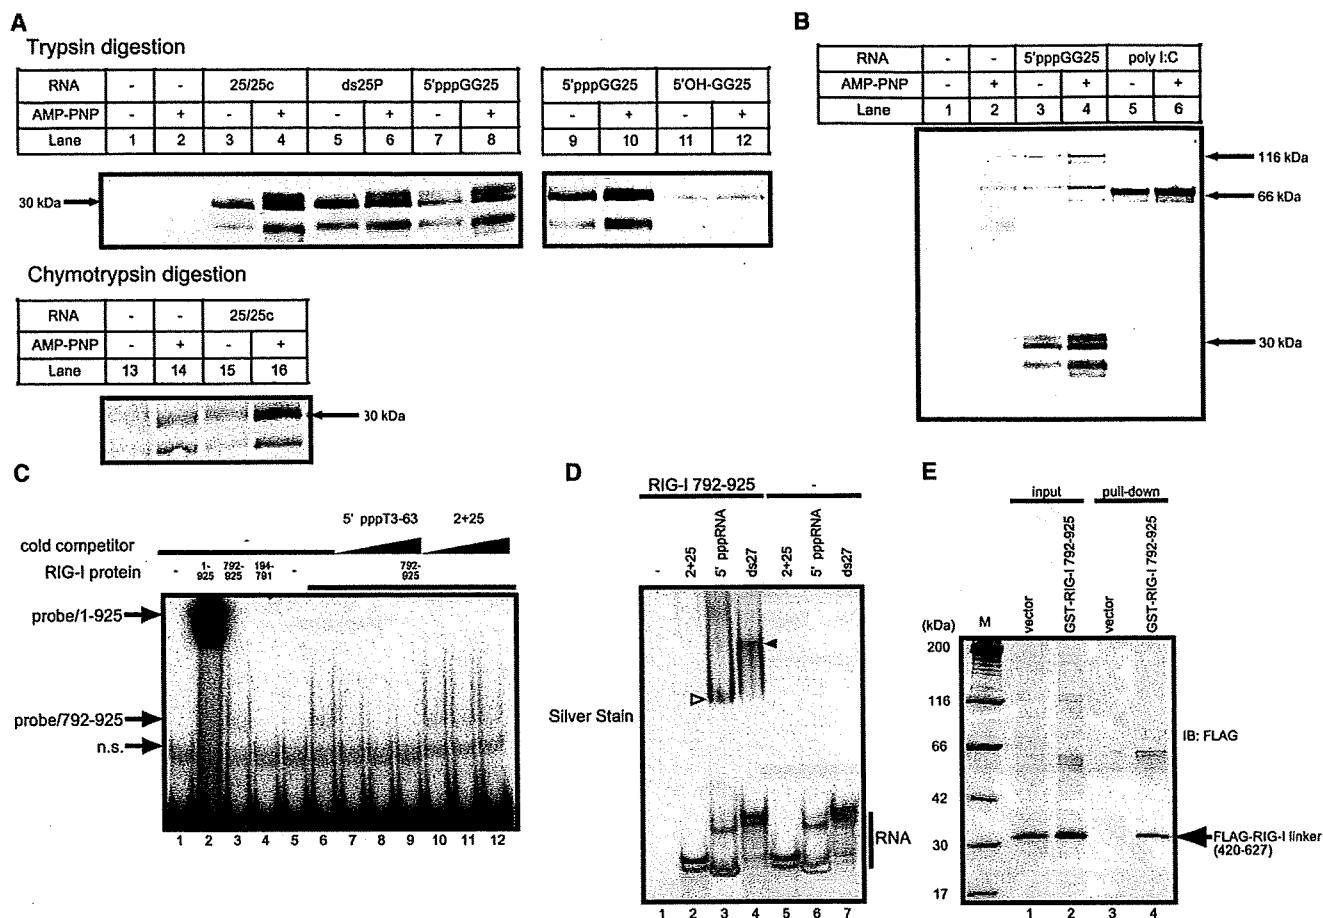 A
Trypsin digestion
RNA - - 25/25c ds25P 5'pppGG25
AMP-PNP - + - + - + - +
Lane 1 2 3 4 5 6 7 8
5'pppGG25 5'OH-GG25
- + - +
9 10 11 12
30 kDa
Chymotrypsin digestion
RNA - - 25/25c
AMP-PNP - + - +
Lane 13 14 15 16
30 kDa
B
RNA - - 5'pppGG25 poly I:C
AMP-PNP - + - + - +
Lane 1 2 3 4 5 6
116 kDa
66 kDa
30 kDa
C
5' pppT3-63 2+25
cold competitor -
RIG-I protein - 1-925 792-925 194-791 - 792-925
probe/1-925
probe/792-925
n.s.
1 2 3 4 5 6 7 8 9 10 11 12
D
RIG-I 792-925 -
- 2+25 5' pppRNA ds27 2+25 5' pppRNA ds27
Silver Stain
RNA
1 2 3 4 5 6 7
E
input pull-down
(kDa) M vector GST-RIG-I 792-925 vector GST-RIG-I 792-925
200
116
66
42
30
17
IB: FLAG
FLAG-RIG-I linker
(420-627)
1 2 3 4